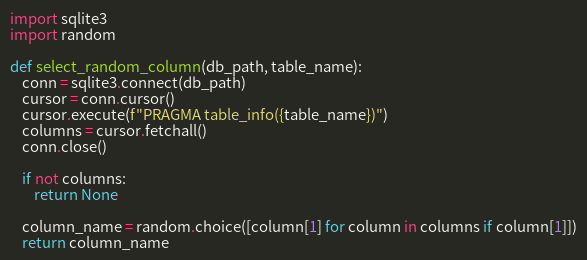 import sqlite3
import random

def select_random_column(db_path, table_name):
    conn = sqlite3.connect(db_path)
    cursor = conn.cursor()
    cursor.execute(f"PRAGMA table_info({table_name})")
    columns = cursor.fetchall()
    conn.close()

    if not columns:
        return None

    column_name = random.choice([column[1] for column in columns if column[1]])
    return column_name